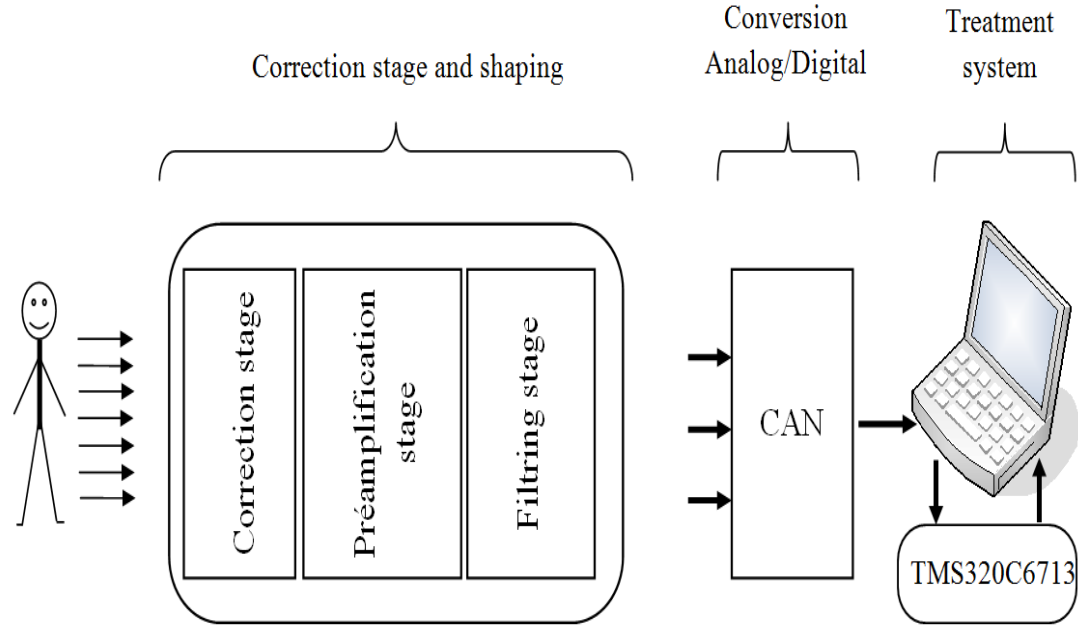 Correction stage and shaping
Conversion
Analog/Digital
Treatment
system
Correction stage
Préamplification
stage
Filtring stage
CAN
TMS320C6713